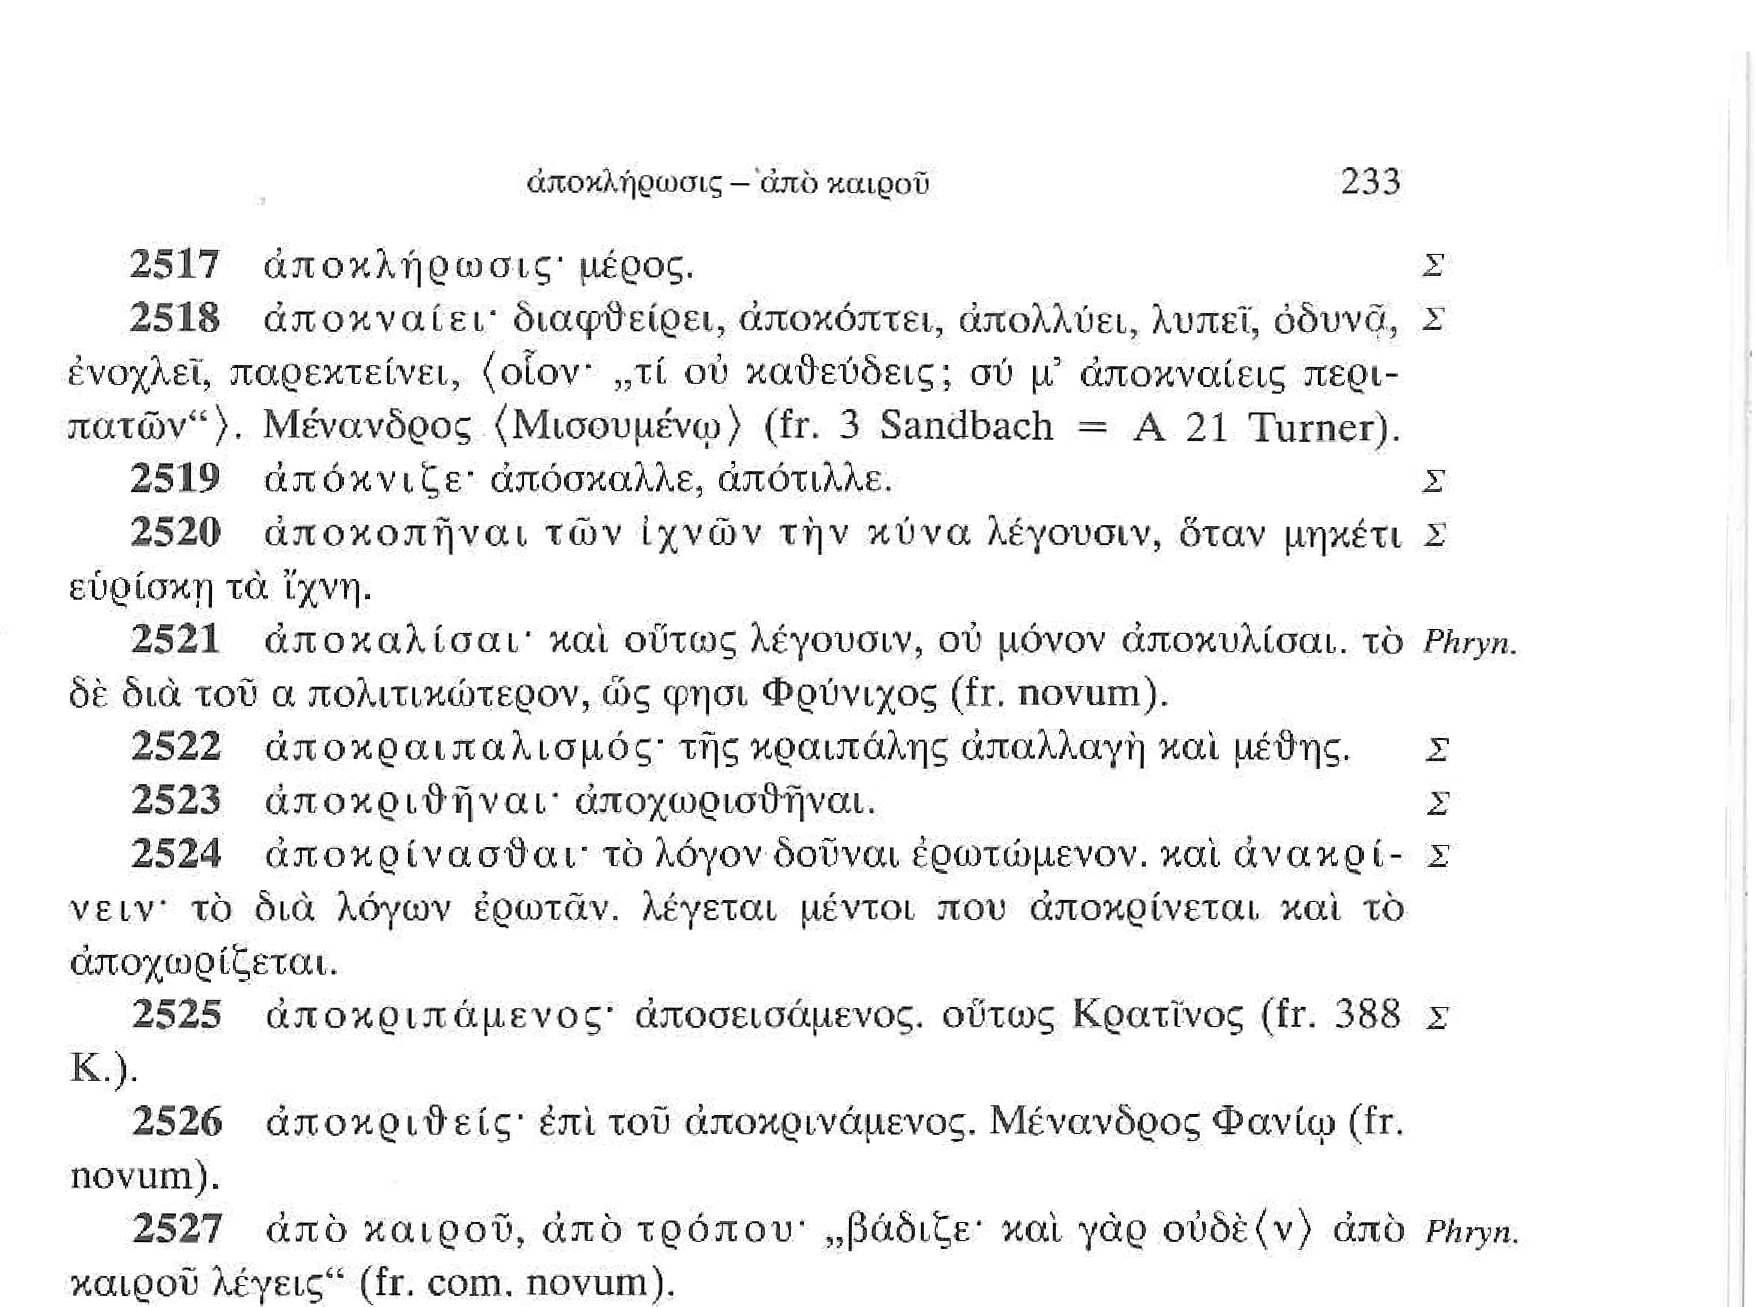 ἀποκλήρωσις – ἀπὸ καιροῦ 233
2517 ἀποκλήρωσις· μέρος. Σ
2518 ἀποκναίει· διαφθείρει, ἀποκόπτει, ἀπολλύει, λυπεῖ, ὀδυνᾷ, Σ
ἐνοχλεῖ, παρεκτείνει, ⟨οἷον· „τί οὐ καθεύδεις; σύ μ’ ἀποκναίεις περι-
πατῶν“⟩. Μένανδρος ⟨Μισουμένῳ⟩ (fr. 3 Sandbach = A 21 Turner).
2519 ἀπόκνιζε· ἀπόσκαλλε, ἀπότιλλε. Σ
2520 ἀποκοπῆναι τῶν ἰχνῶν τὴν κύνα λέγουσιν, ὅταν μηκέτι Σ
εὑρίσκῃ τὰ ἴχνη.
2521 ἀποκαλίσαι· καὶ οὕτως λέγουσιν, οὐ μόνον ἀποκυλίσαι. τὸ Phryn.
δὲ διὰ τοῦ α πολιτικώτερον, ὥς φησι Φρύνιχος (fr. novum).
2522 ἀποκραιπαλισμός· τῆς κραιπάλης ἀπαλλαγὴ καὶ μέθης. Σ
2523 ἀποκριθῆναι· ἀποχωρισθῆναι. Σ
2524 ἀποκρίνασθαι· τὸ λόγον δοῦναι ἐρωτώμενον. καὶ ἀνακρί- Σ
νειν· τὸ διὰ λόγων ἐρωτᾶν. λέγεται μέντοι που ἀποκρίνεται καὶ τὸ
ἀποχωρίζεται.
2525 ἀποκριπάμενος· ἀποσεισάμενος. οὕτως Κρατῖνος (fr. 388 Σ
K.).
2526 ἀποκριθείς· ἐπὶ τοῦ ἀποκρινάμενος. Μένανδρος Φανίῳ (fr.
novum).
2527 ἀπὸ καιροῦ, ἀπὸ τρόπου· „βάδιζε· καὶ γὰρ οὐδὲ⟨ν⟩ ἀπὸ Phryn.
καιροῦ λέγεις“ (fr. com. novum).